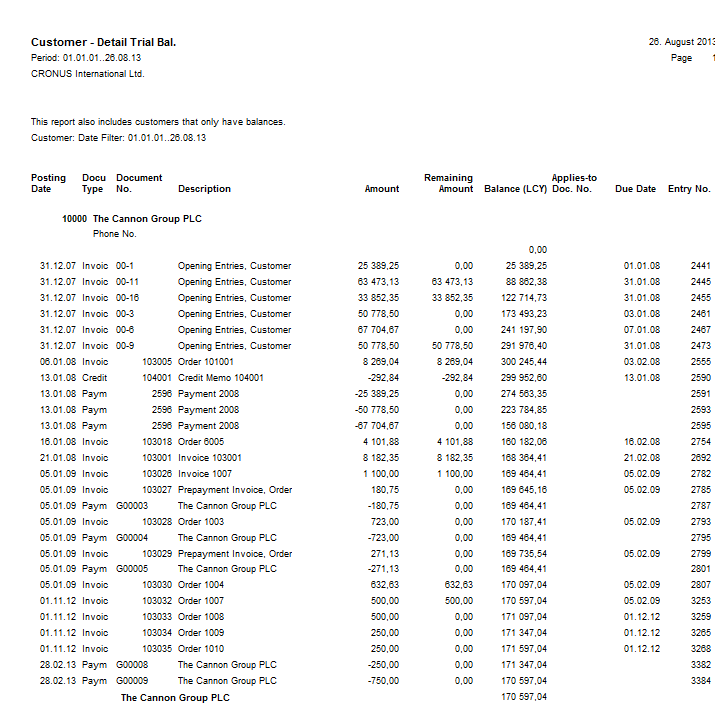 Customer - Detail Trial Bal. 26. August 2013
Period: 01.01.01..26.08.13 Page 1
CRONUS International Ltd.
This report also includes customers that only have balances.
Customer: Date Filter: 01.01.01..26.08.13
Posting Docu Document Remaining Applies-to
Date Type No. Description Amount Amount Balance (LCY) Doc. No. Due Date Entry No.
10000 The Cannon Group PLC
Phone No.
0,00
31.12.07 Invoic 00-1 Opening Entries, Customer 25 389,25 0,00 25 389,25 01.01.08 2441
31.12.07 Invoic 00-11 Opening Entries, Customer 63 473,13 63 473,13 88 862,38 31.01.08 2445
31.12.07 Invoic 00-16 Opening Entries, Customer 33 852,35 33 852,35 122 714,73 31.01.08 2455
31.12.07 Invoic 00-3 Opening Entries, Customer 50 778,50 0,00 173 493,23 03.01.08 2461
31.12.07 Invoic 00-6 Opening Entries, Customer 67 704,67 0,00 241 197,90 07.01.08 2467
31.12.07 Invoic 00-9 Opening Entries, Customer 50 778,50 50 778,50 291 976,40 31.01.08 2473
06.01.08 Invoic 103005 Order 101001 8 269,04 8 269,04 300 245,44 03.02.08 2555
13.01.08 Credit 104001 Credit Memo 104001 -292,84 -292,84 299 952,60 13.01.08 2590
13.01.08 Paym 2596 Payment 2008 -25 389,25 0,00 274 563,35 2591
13.01.08 Paym 2596 Payment 2008 -50 778,50 0,00 223 784,85 2593
13.01.08 Paym 2596 Payment 2008 -67 704,67 0,00 156 080,18 2595
16.01.08 Invoic 103018 Order 6005 4 101,88 4 101,88 160 182,06 16.02.08 2754
21.01.08 Invoic 103001 Invoice 103001 8 182,35 8 182,35 168 364,41 21.02.08 2692
05.01.09 Invoic 103026 Invoice 1007 1 100,00 1 100,00 169 464,41 05.02.09 2782
05.01.09 Invoic 103027 Prepayment Invoice, Order 180,75 0,00 169 645,16 05.02.09 2785
05.01.09 Paym G00003 The Cannon Group PLC -180,75 0,00 169 464,41 2787
05.01.09 Invoic 103028 Order 1003 723,00 0,00 170 187,41 05.02.09 2793
05.01.09 Paym G00004 The Cannon Group PLC -723,00 0,00 169 464,41 2795
05.01.09 Invoic 103029 Prepayment Invoice, Order 271,13 0,00 169 735,54 05.02.09 2799
05.01.09 Paym G00005 The Cannon Group PLC -271,13 0,00 169 464,41 2801
05.01.09 Invoic 103030 Order 1004 632,63 632,63 170 097,04 05.02.09 2807
01.11.12 Invoic 103032 Order 1007 500,00 500,00 170 597,04 05.02.09 3253
01.11.12 Invoic 103033 Order 1008 500,00 0,00 171 097,04 01.12.12 3259
01.11.12 Invoic 103034 Order 1009 250,00 0,00 171 347,04 01.12.12 3265
01.11.12 Invoic 103035 Order 1010 250,00 0,00 171 597,04 01.12.12 3268
28.02.13 Paym G00008 The Cannon Group PLC -250,00 0,00 171 347,04 3382
28.02.13 Paym G00009 The Cannon Group PLC -750,00 0,00 170 597,04 3384
The Cannon Group PLC 170 597,04